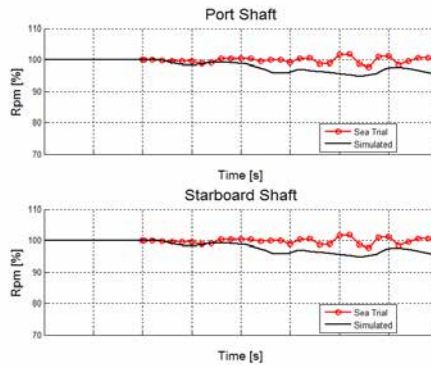 Port Shaft
110
100
90
80
70
Rpm [%]
Sea Trial
Simulated
Time [s]
Starboard Shaft
110
100
90
80
70
Rpm [%]
Sea Trial
Simulated
Time [s]